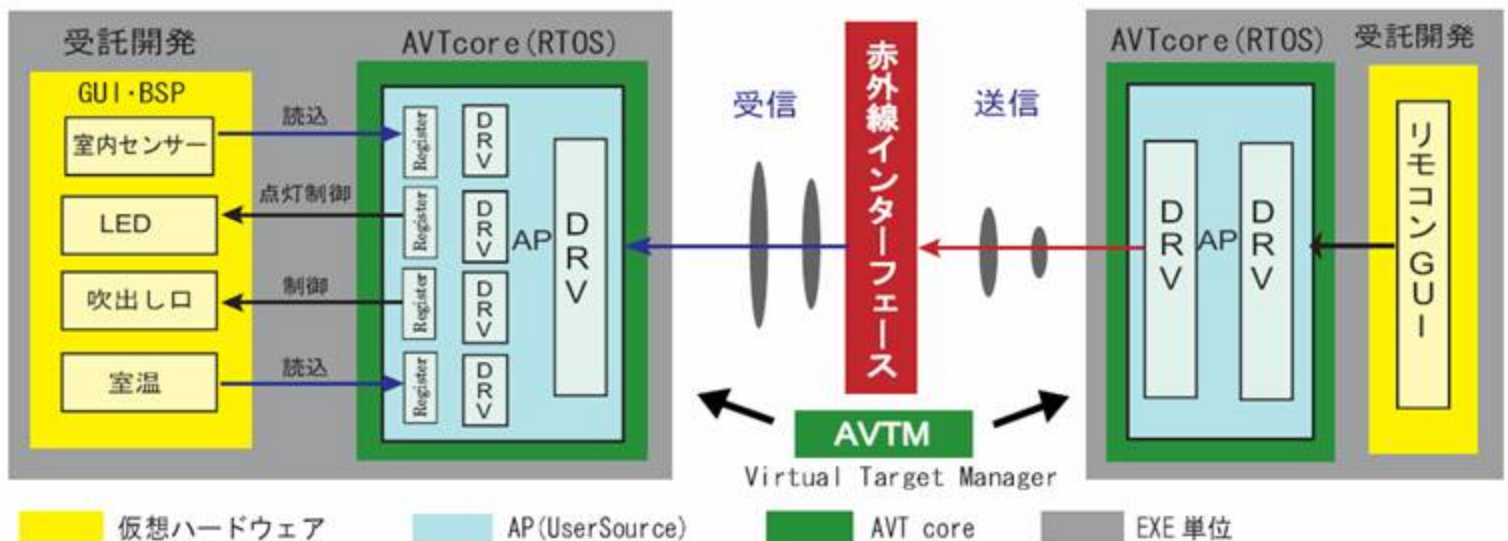 受託開発
AVTcore(RTOS)
GUI・BSP
室内センサー
LED
吹出し口
室温
読込
点灯制御
制御
読込
Register
Register
Register
Register
DRV
DRV
DRV
DRV
AP
DRV
受信
赤外線インターフェース
送信
AVTcore(RTOS)
受託開発
DRV
AP
DRV
リモコンGUI
AVTM
Virtual Target Manager
仮想ハードウェア
AP(UserSource)
AVT core
EXE 単位